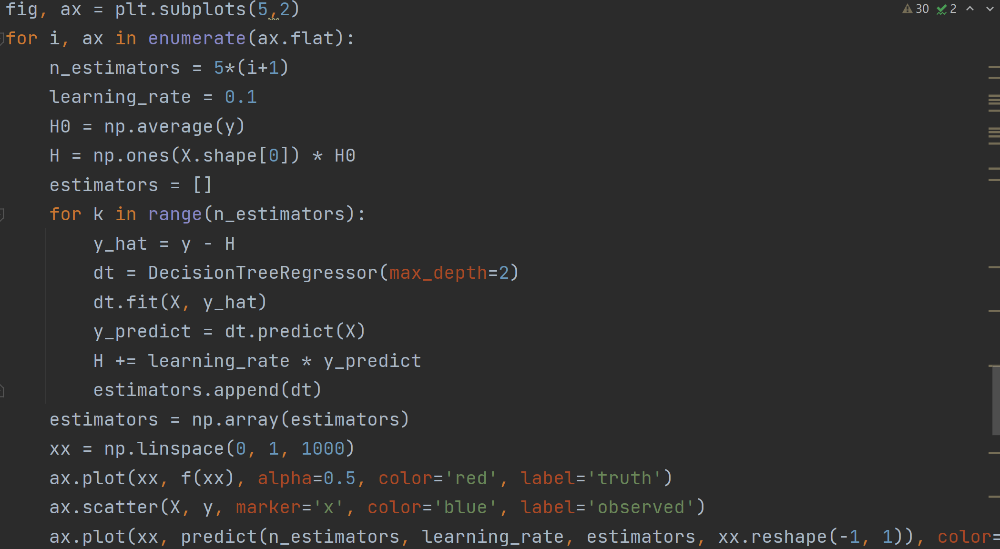 fig, ax = plt.subplots(5,2)
30 2
for i, ax in enumerate(ax.flat):
    n_estimators = 5*(i+1)
    learning_rate = 0.1
    H0 = np.average(y)
    H = np.ones(X.shape[0]) * H0
    estimators = []
    for k in range(n_estimators):
        y_hat = y - H
        dt = DecisionTreeRegressor(max_depth=2)
        dt.fit(X, y_hat)
        y_predict = dt.predict(X)
        H += learning_rate * y_predict
        estimators.append(dt)
    estimators = np.array(estimators)
    xx = np.linspace(0, 1, 1000)
    ax.plot(xx, f(xx), alpha=0.5, color='red', label='truth')
    ax.scatter(X, y, marker='x', color='blue', label='observed')
    ax.plot(xx, predict(n_estimators, learning_rate, estimators, xx.reshape(-1, 1)), color=